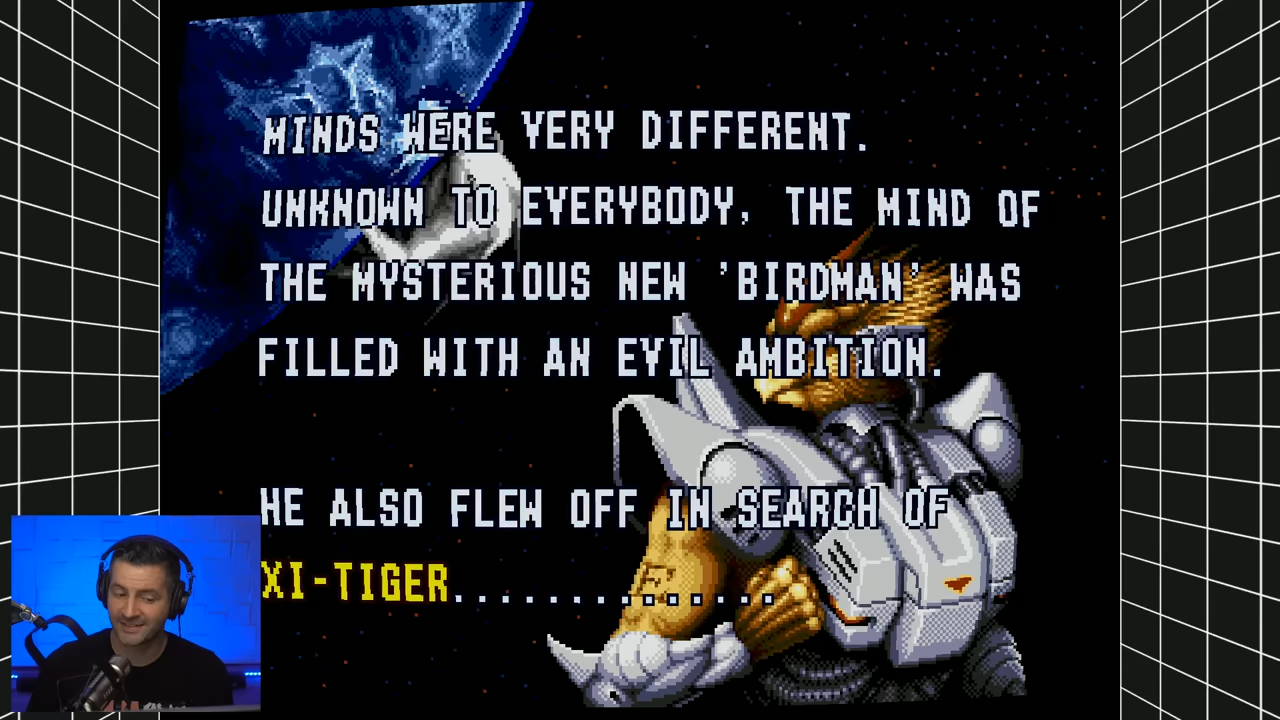 MINDS WERE VERY DIFFERENT.
UNKNOWN TO EVERYBODY, THE MIND OF
THE MYSTERIOUS NEW 'BIRDMAN' WAS
FILLED WITH AN EVIL AMBITION.
HE ALSO FLEW OFF IN SEARCH OF
XI-TIGER..............